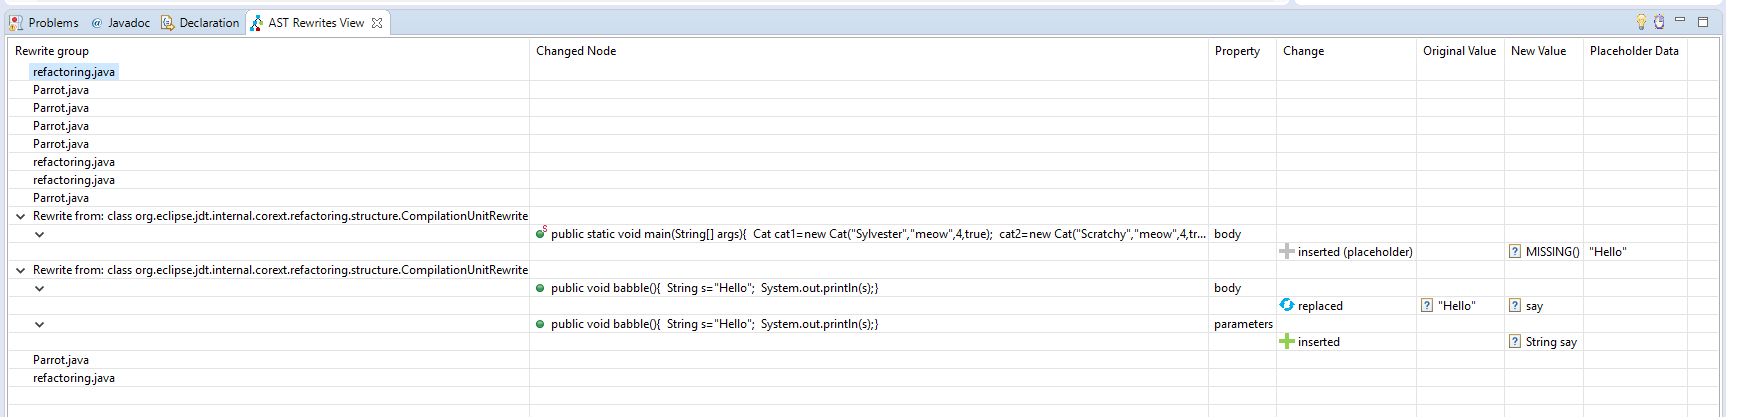 Problems @ Javadoc Declaration AST Rewrites View
Rewrite group Changed Node Property Change Original Value New Value Placeholder Data
refactoring.java
Parrot.java
Parrot.java
Parrot.java
Parrot.java
refactoring.java
refactoring.java
Parrot.java
Rewrite from: class org.eclipse.jdt.internal.corext.refactoring.structure.CompilationUnitRewrite
S public static void main(String[] args){ Cat cat1=new Cat("Sylvester","meow",4,true); cat2=new Cat("Scratchy","meow",4,tr... body
inserted (placeholder) ? MISSING() "Hello"
Rewrite from: class org.eclipse.jdt.internal.corext.refactoring.structure.CompilationUnitRewrite
public void babble(){ String s="Hello"; System.out.println(s);} body
replaced ? "Hello" ? say
public void babble(){ String s="Hello"; System.out.println(s);} parameters
inserted ? String say
Parrot.java
refactoring.java